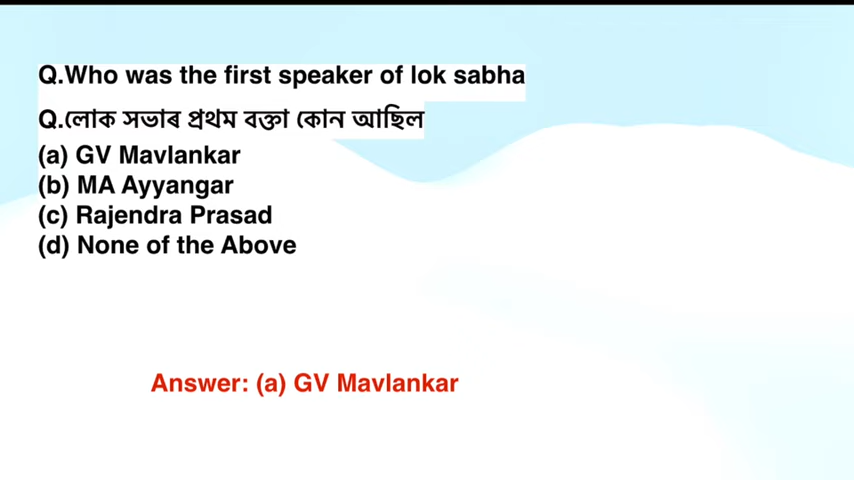 Q.Who was the first speaker of lok sabha
Q.লোক সভাৰ প্ৰথম বক্তা কোন আছিল
(a) GV Mavlankar
(b) MA Ayyangar
(c) Rajendra Prasad
(d) None of the Above
Answer: (a) GV Mavlankar